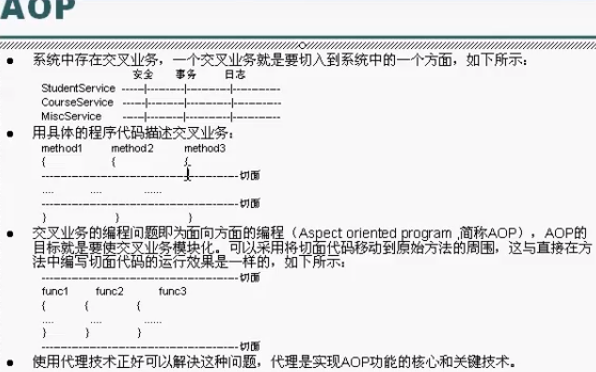 AOP
● 系统中存在交叉业务，一个交叉业务就是要切入到系统中的一个方面，如下所示：
安全 事务 日志
StudentService ------|----------|------------|-------------
CourseService ------|----------|------------|-------------
MiscService ------|----------|------------|-------------
● 用具体的程序代码描述交叉业务：
method1 method2 method3
{ { {
------------------------------------------------------切面
.... .... ......
------------------------------------------------------切面
} } }
● 交叉业务的编程问题即为面向方面的编程（Aspect oriented program ,简称AOP），AOP的
目标就是要使交叉业务模块化。可以采用将切面代码移动到原始方法的周围，这与直接在方
法中编写切面代码的运行效果是一样的，如下所示：
------------------------------------------------------切面
func1 func2 func3
{ { {
.... .... ......
} } }
------------------------------------------------------切面
● 使用代理技术正好可以解决这种问题，代理是实现AOP功能的核心和关键技术。